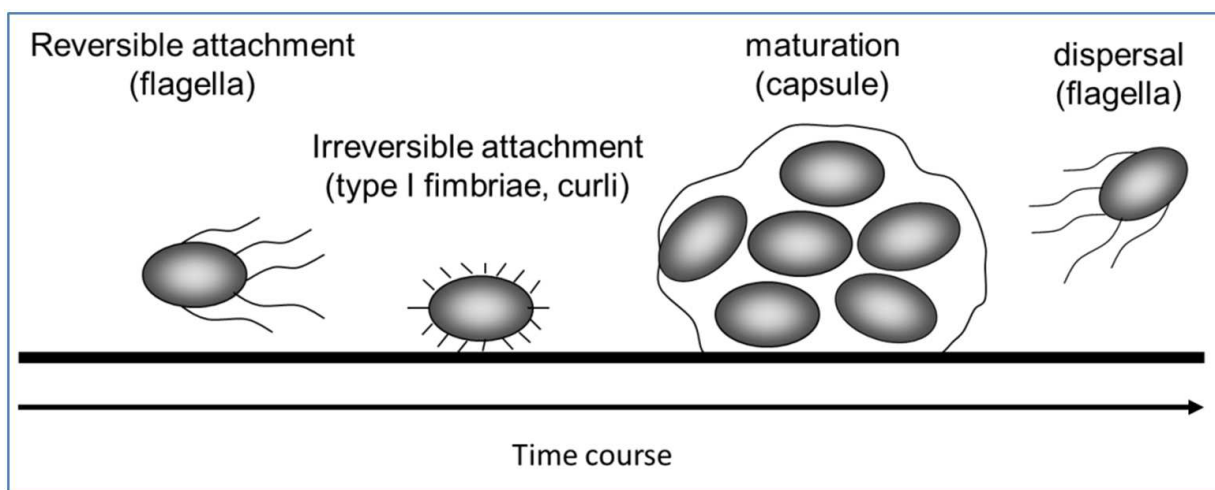 Reversible attachment
(flagella)
Irreversible attachment
(type I fimbriae, curli)
maturation
(capsule)
dispersal
(flagella)
Time course